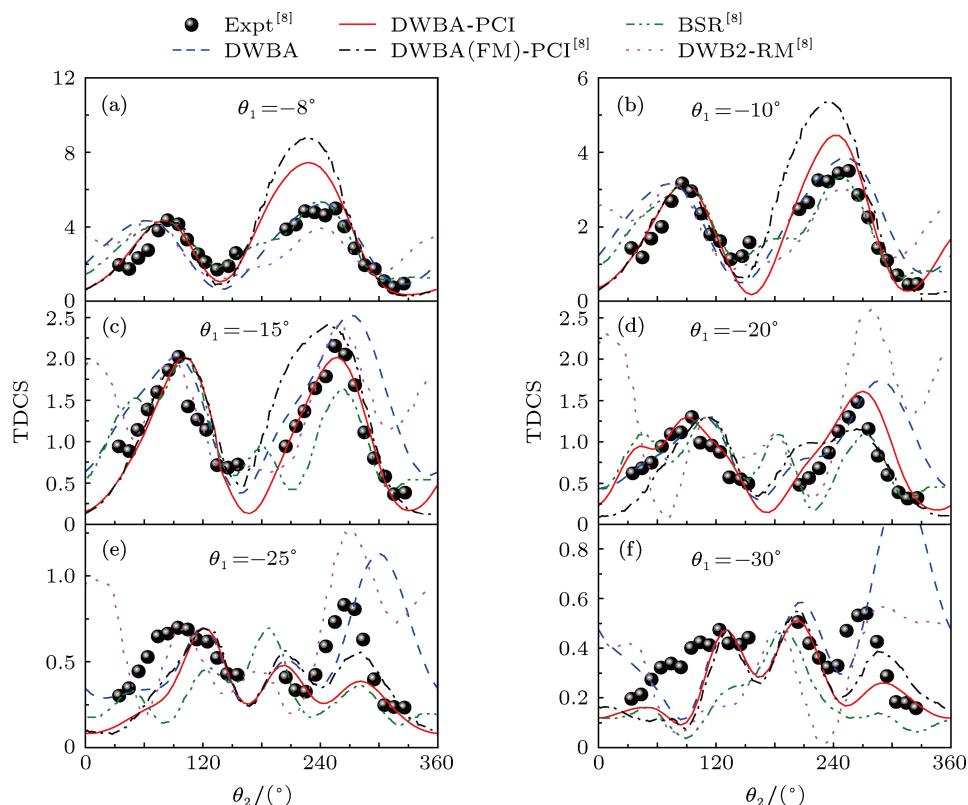 Expt[8] DWBA-PCI BSR[8]
DWBA DWBA(FM)-PCI[8] DWB2-RM[8]
12
8
4
0
(a)
θ1=−8°
6
4
2
0
(b)
θ1=−10°
TDCS
2.5
2.0
1.5
1.0
0.5
0
(c)
θ1=−15°
TDCS
2.5
2.0
1.5
1.0
0.5
0
(d)
θ1=−20°
1.0
0.5
0
(e)
θ1=−25°
0 120 240 360
θ2/(°)
0.8
0.6
0.4
0.2
0
(f)
θ1=−30°
0 120 240 360
θ2/(°)